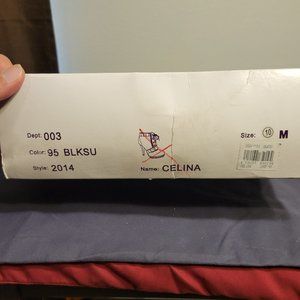 Dept: 003
Color: 95 BLKSU
Style: 2014
Name: CELINA
Size: 10 M